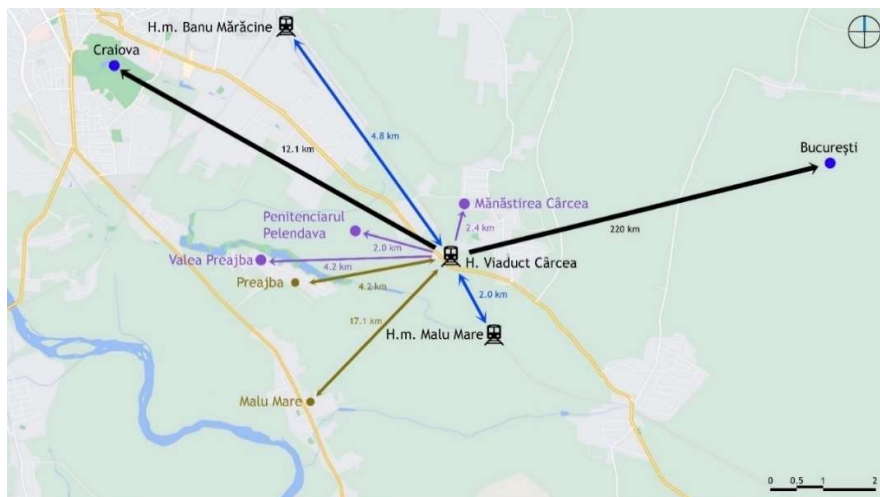 H.m. Banu Mărăcine
Craiova
4.8 km
12.1 km
București
Mănăstirea Cârcea
Penitenciarul
Pelendava
2.4 km
220 km
2.0 km
Valea Preajba
4.2 km
H. Viaduct Cârcea
Preajba
4.2 km
2.0 km
17.1 km
H.m. Malu Mare
Malu Mare
0 0.5 1 2